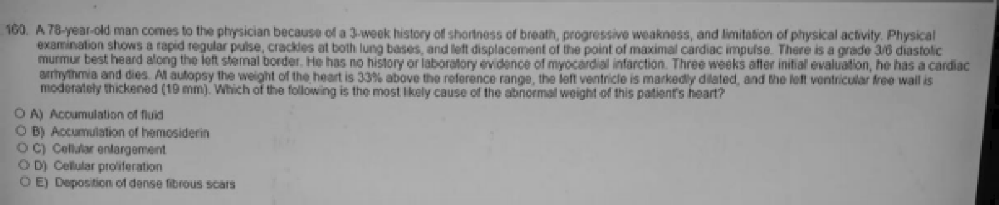 100. A 78-year-old man comes to the physician because of a 3-week history of shortness of breath, progressive weakness, and limitation of physical activity. Physical
examination shows a rapid regular pulse, crackles at both lung bases, and left displacement of the point of maximal cardiac impulse. There is a grade 3/6 diastolic
murmur best heard along the left sternal border. He has no history or laboratory evidence of myocardial infarction. Three weeks after initial evaluation, he has a cardiac
arrhythmia and dies. At autopsy the weight of the heart is 33% above the reference range, the left ventricle is markedly dilated, and the left ventricular free wall is
moderately thickened (19 mm). Which of the following is the most likely cause of the abnormal weight of this patient's heart?
A) Accumulation of fluid
B) Accumulation of hemosiderin
C) Cellular enlargement
D) Cellular proliferation
E) Deposition of dense fibrous scars